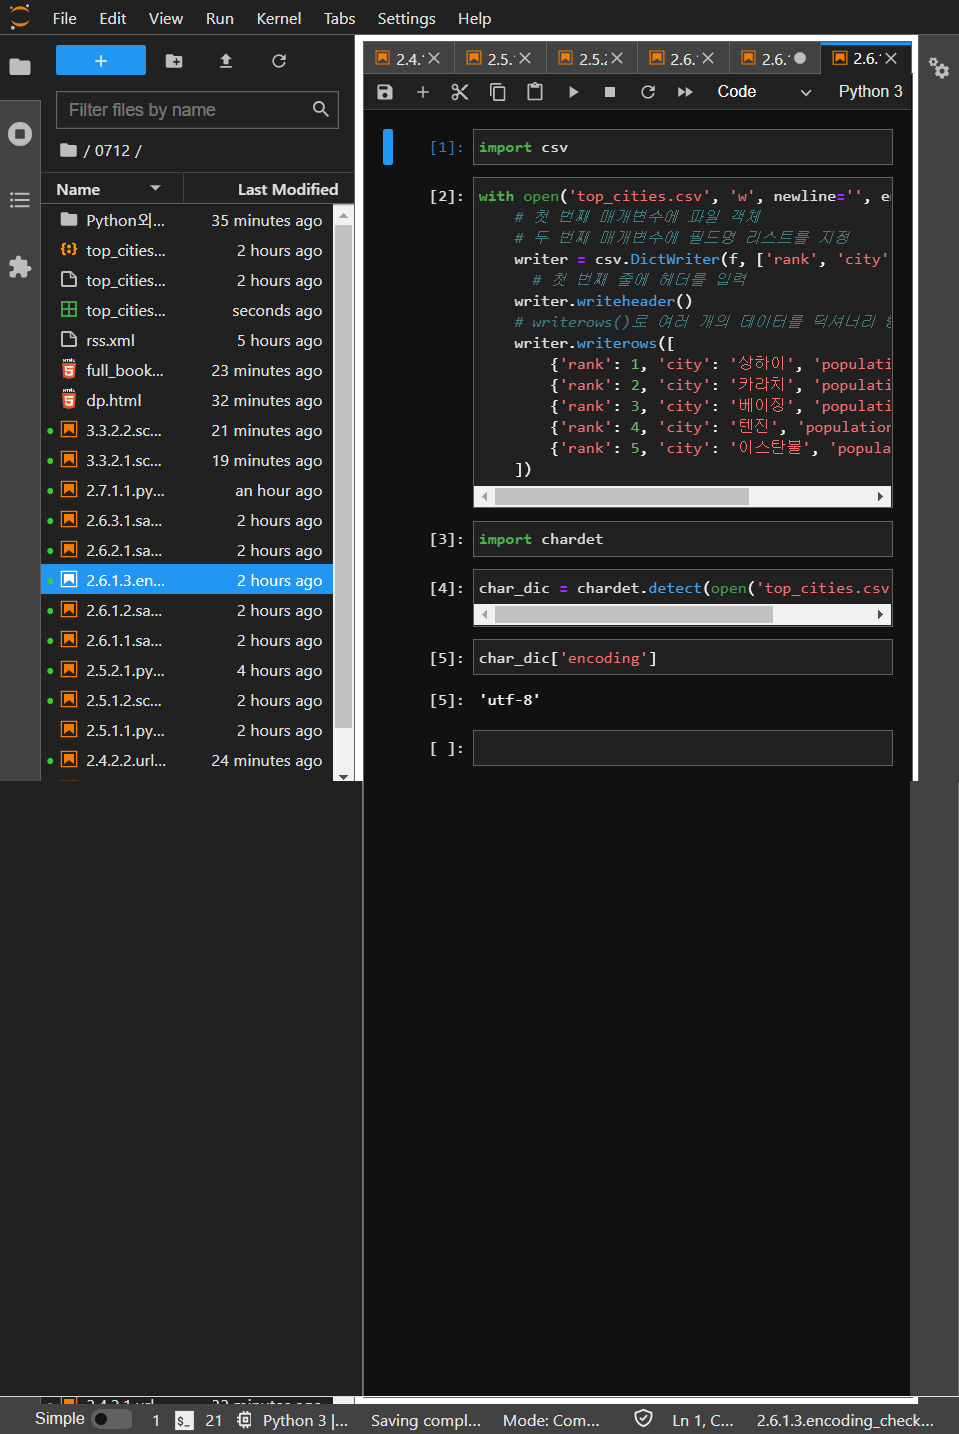 File Edit View Run Kernel Tabs Settings Help
+
Filter files by name
/ 0712 /
Name Last Modified
Python외... 35 minutes ago
top_cities... 2 hours ago
top_cities... 2 hours ago
top_cities... seconds ago
rss.xml 5 hours ago
full_book... 23 minutes ago
dp.html 32 minutes ago
3.3.2.2.sc... 21 minutes ago
3.3.2.1.sc... 19 minutes ago
2.7.1.1.py... an hour ago
2.6.3.1.sa... 2 hours ago
2.6.2.1.sa... 2 hours ago
2.6.1.3.en... 2 hours ago
2.6.1.2.sa... 2 hours ago
2.6.1.1.sa... 2 hours ago
2.5.2.1.py... 4 hours ago
2.5.1.2.sc... 2 hours ago
2.5.1.1.py... 2 hours ago
2.4.2.2.url... 24 minutes ago
2.4. 2.5. 2.5.2 2.6. 2.6. 2.6.
Code Python 3
[1]: import csv
[2]: with open('top_cities.csv', 'w', newline='', e
# 첫 번째 매개변수에 파일 객체
# 두 번째 매개변수에 필드명 리스트를 지정
writer = csv.DictWriter(f, ['rank', 'city'
# 첫 번째 줄에 헤더를 입력
writer.writeheader()
# writerows()로 여러 개의 데이터를 딕셔너리
writer.writerows([
{'rank': 1, 'city': '상하이', 'populati
{'rank': 2, 'city': '카라치', 'populati
{'rank': 3, 'city': '베이징', 'populati
{'rank': 4, 'city': '텐진', 'population
{'rank': 5, 'city': '이스탄불', 'popula
])
[3]: import chardet
[4]: char_dic = chardet.detect(open('top_cities.csv
[5]: char_dic['encoding']
[5]: 'utf-8'
[ ]:
Simple 1 21 Python 3 |... Saving compl... Mode: Com... Ln 1, C... 2.6.1.3.encoding_check...